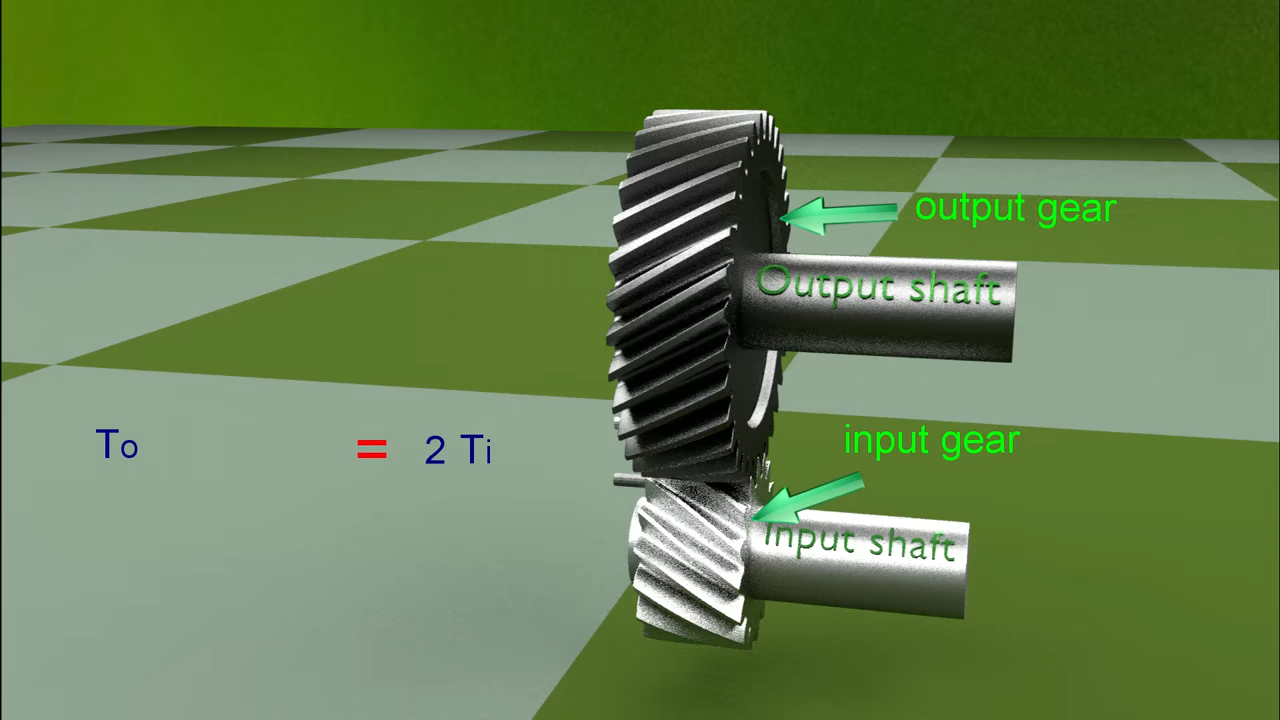 output gear
Output shaft
input gear
To = 2 Ti
Input shaft